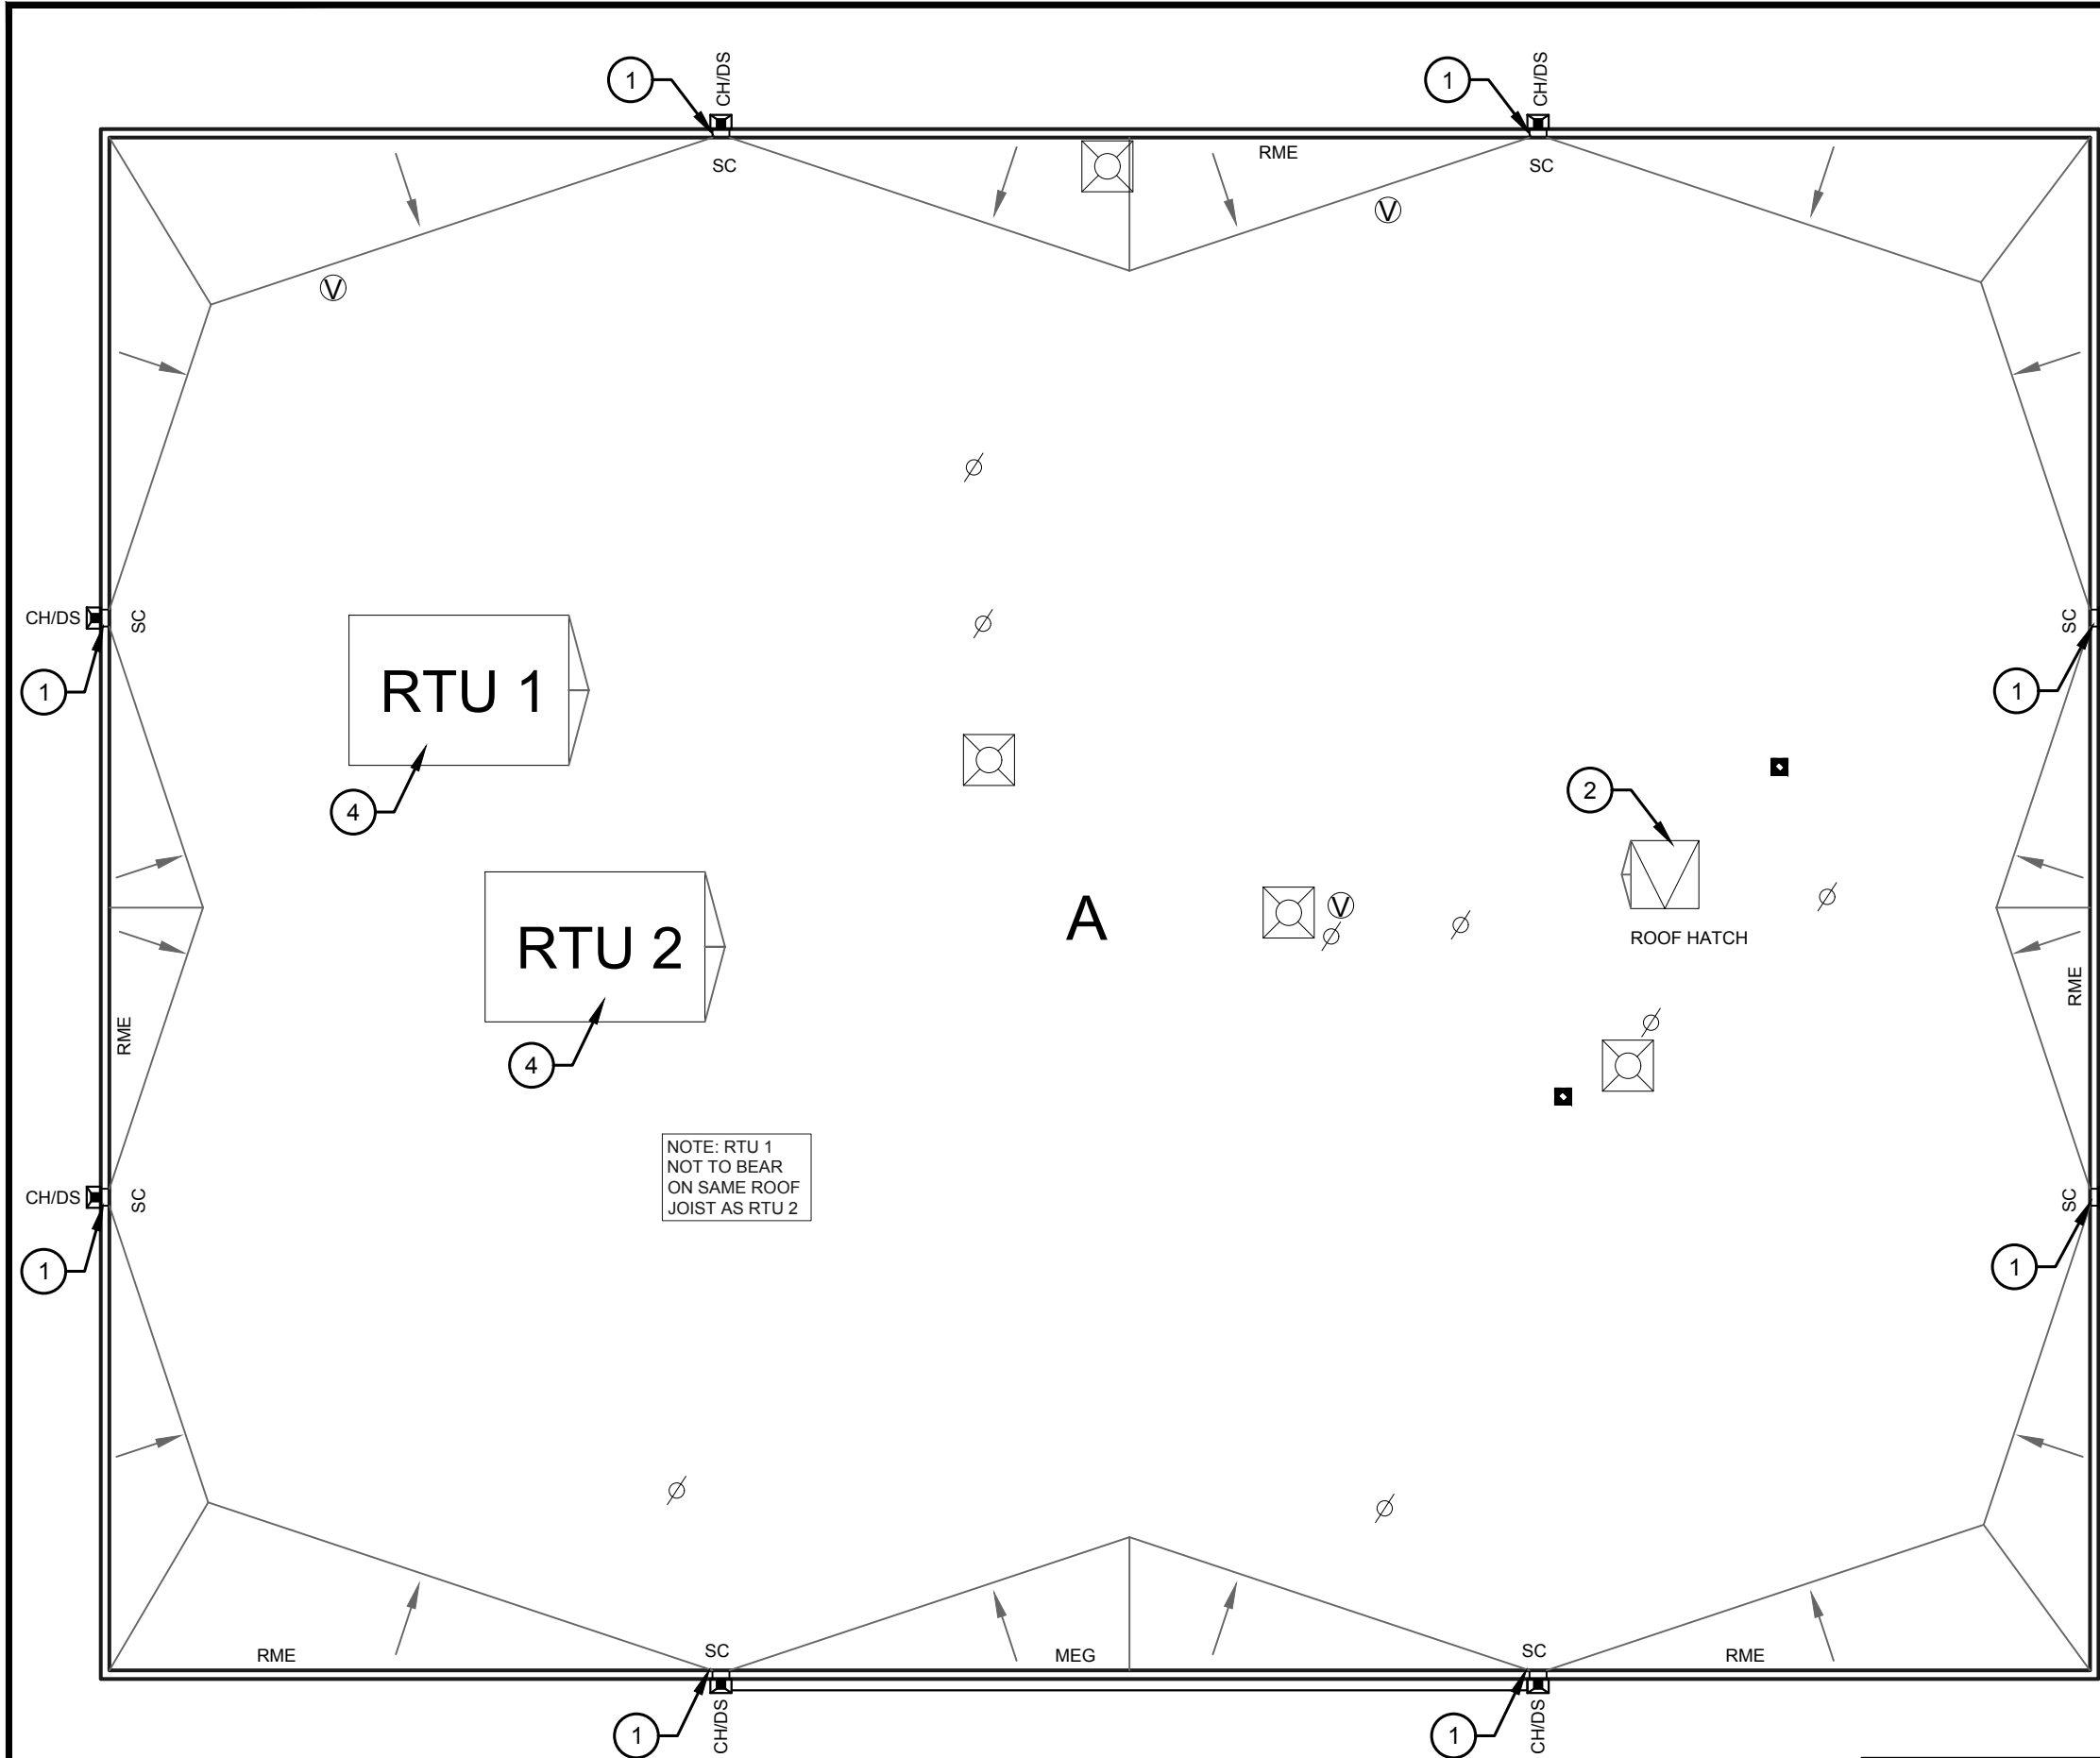 CH/DS
CH/DS
1
1
SC
RME
SC
V
V
CH/DS
SC
SC
1
RTU 1
1
4
2
A
V
RTU 2
ROOF HATCH
RME
RME
4
NOTE: RTU 1
NOT TO BEAR
ON SAME ROOF
JOIST AS RTU 2
CH/DS
SC
SC
1
1
RME
SC
MEG
SC
RME
1
CH/DS
1
CH/DS